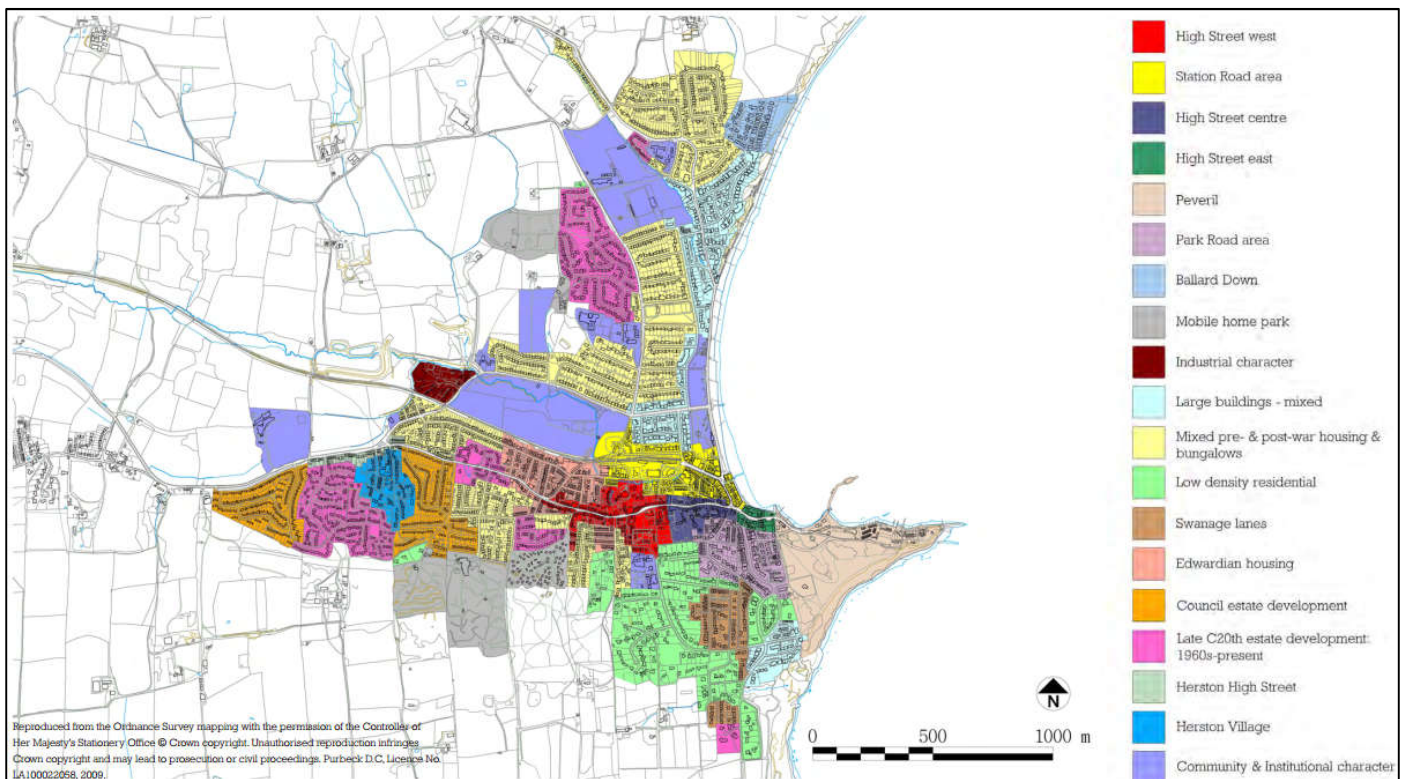 High Street west
Station Road area
High Street centre
High Street east
Peveril
Park Road area
Ballard Down
Mobile home park
Industrial character
Large buildings - mixed
Mixed pre- & post-war housing &
bungalows
Low density residential
Swanage lanes
Edwardian housing
Council estate development
Late C20th estate development:
1960s-present
Herston High Street
Herston Village
Community & Institutional character
N
0 500 1000 m
Reproduced from the Ordnance Survey mapping with the permission of the Controller of
Her Majesty's Stationery Office © Crown copyright. Unauthorised reproduction infringes
Crown copyright and may lead to prosecution or civil proceedings. Purbeck D.C, Licence No.
LA100022058. 2009.